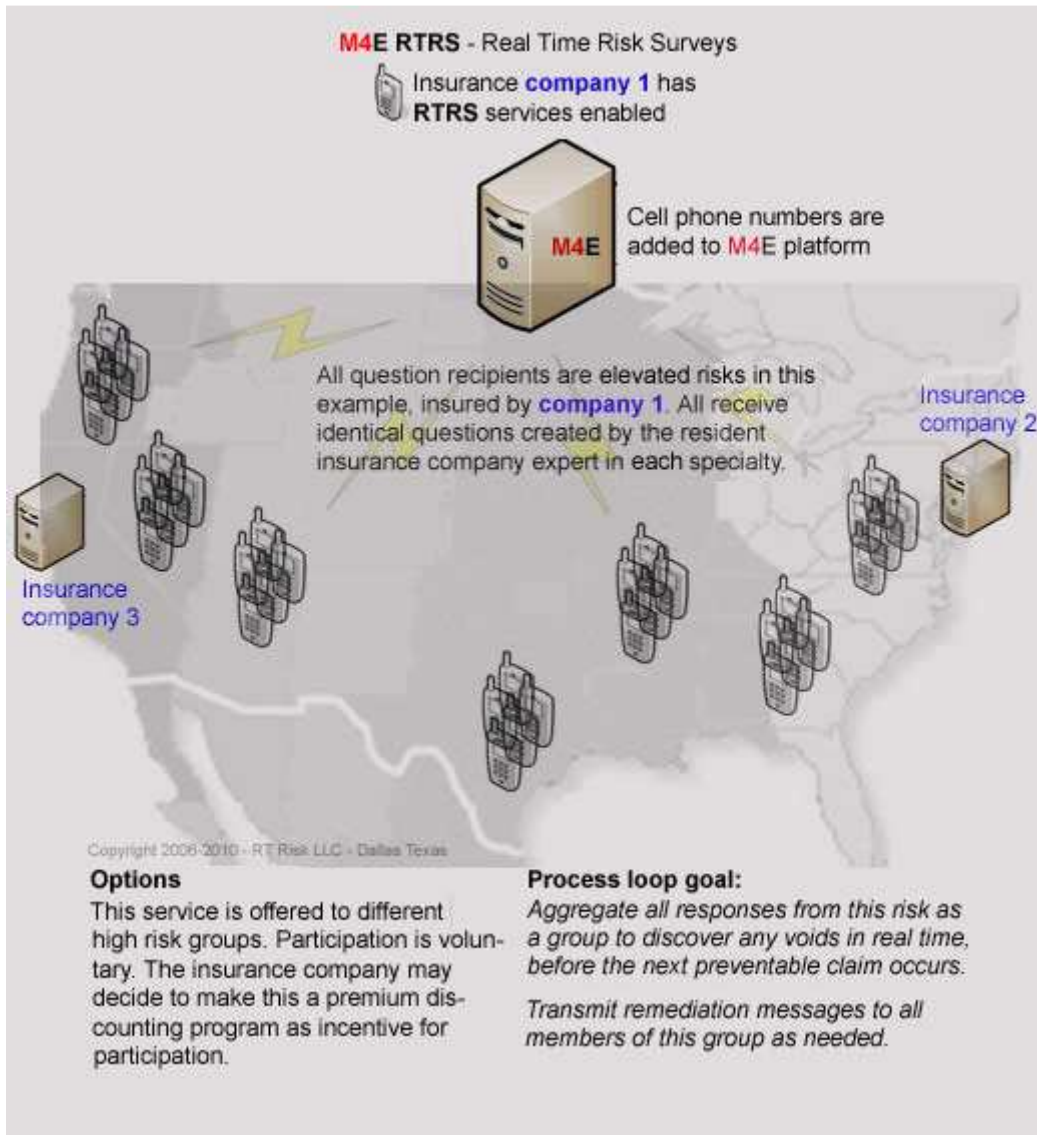 M4E RTRS - Real Time Risk Surveys
Insurance company 1 has
RTRS services enabled
M4E
Cell phone numbers are
added to M4E platform
All question recipients are elevated risks in this
example, insured by company 1. All receive
identical questions created by the resident
insurance company expert in each specialty.
Insurance
company 2
Insurance
company 3
Copyright 2006-2010 - RT Risk LLC - Dallas Texas
Options
This service is offered to different
high risk groups. Participation is volun-
tary. The insurance company may
decide to make this a premium dis-
counting program as incentive for
participation.
Process loop goal:
Aggregate all responses from this risk as
a group to discover any voids in real time,
before the next preventable claim occurs.
Transmit remediation messages to all
members of this group as needed.